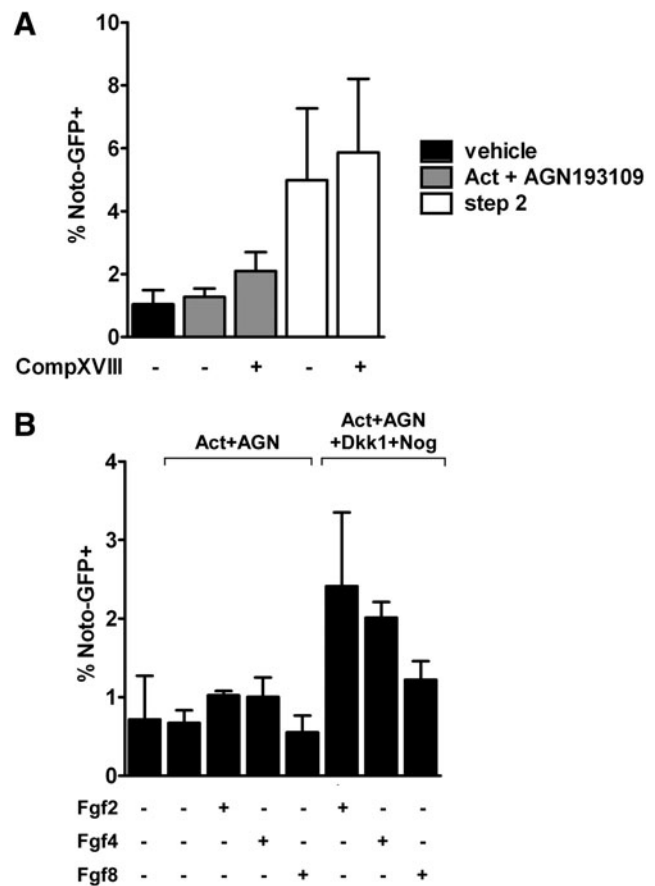 A
10
8
6
4
2
0
% Noto-GFP+
vehicle
Act + AGN193109
step 2
CompXVIII - - + - +
B
Act+AGN
Act+AGN
+Dkk1+Nog
4
3
2
1
0
% Noto-GFP+
Fgf2 - - + - - + - -
Fgf4 - - - + - - + -
Fgf8 - - - - + - - +